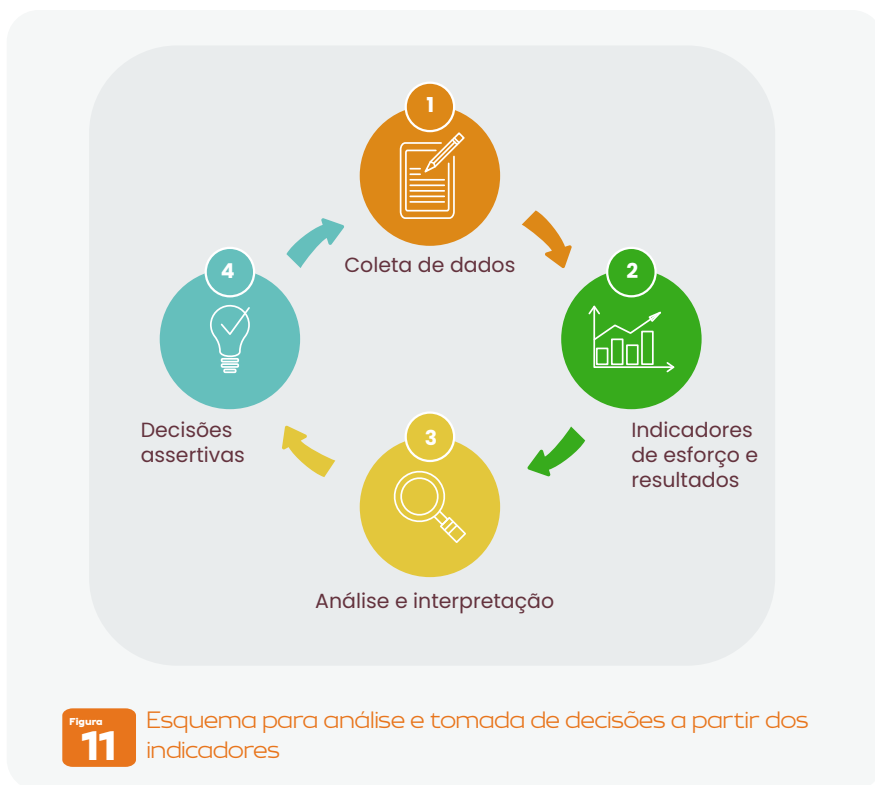 1
Coleta de dados
2
Indicadores
de esforço e
resultados
3
Análise e interpretação
4
Decisões
assertivas
Figura
11
Esquema para análise e tomada de decisões a partir dos
indicadores